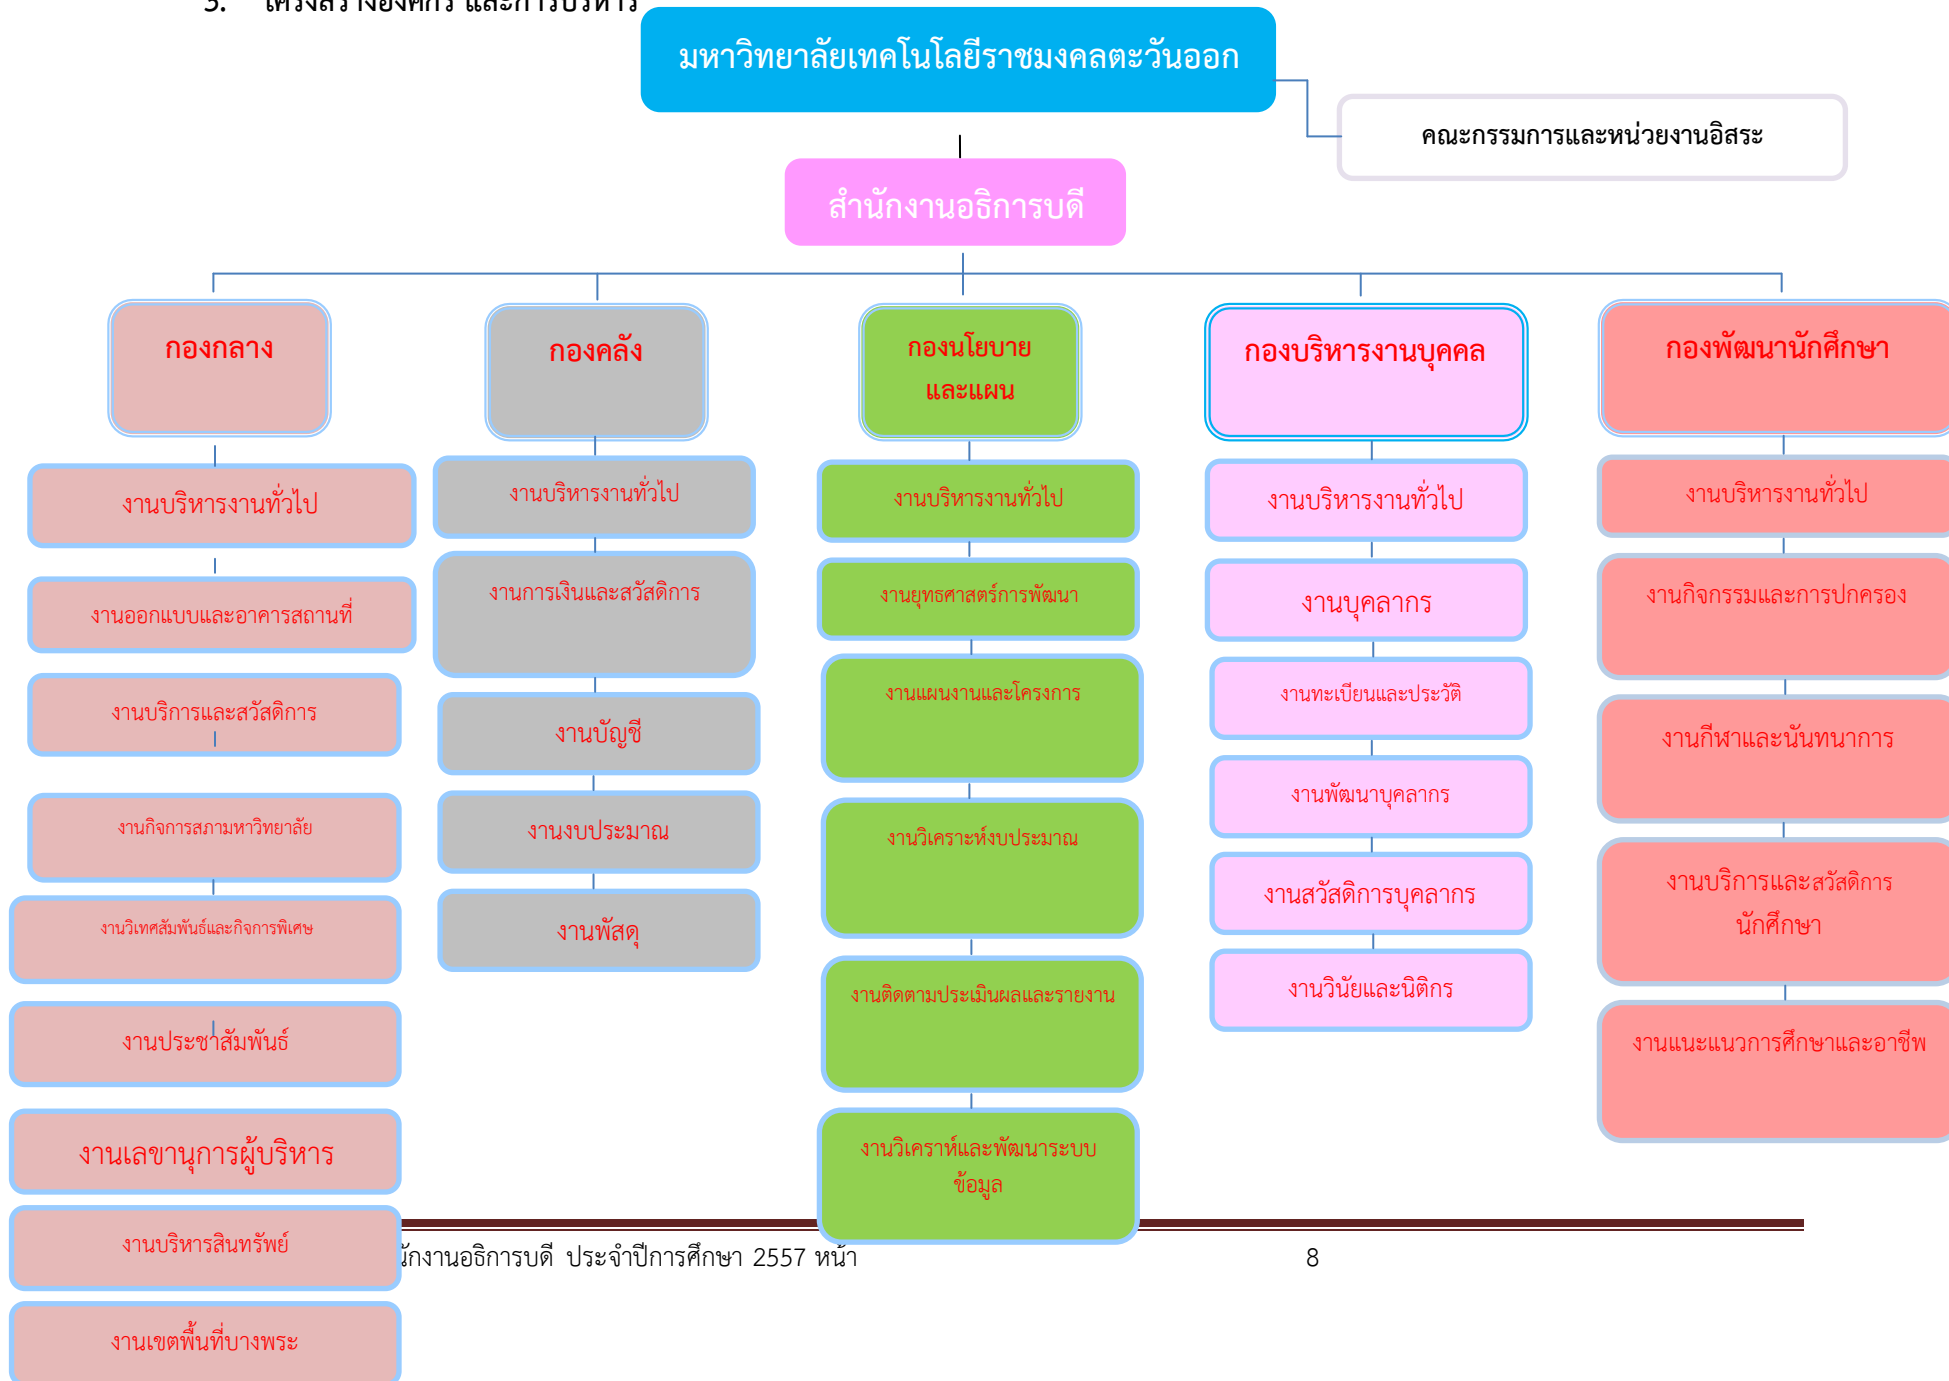 3. โครงสร้างองค์กร และการบริหาร
มหาวิทยาลัยเทคโนโลยีราชมงคลตะวันออก
คณะกรรมการและหน่วยงานอิสระ
สำนักงานอธิการบดี
กองกลาง
งานบริหารงานทั่วไป
งานออกแบบและอาคารสถานที่
งานบริการและสวัสดิการ
งานกิจการสภามหาวิทยาลัย
งานวิเทศสัมพันธ์และกิจการพิเศษ
งานประชาสัมพันธ์
งานเลขานุการผู้บริหาร
งานบริหารสินทรัพย์
งานเขตพื้นที่บางพระ
กองคลัง
งานบริหารงานทั่วไป
งานการเงินและสวัสดิการ
งานบัญชี
งานงบประมาณ
งานพัสดุ
กองนโยบาย
และแผน
งานบริหารงานทั่วไป
งานยุทธศาสตร์การพัฒนา
งานแผนงานและโครงการ
งานวิเคราะห์งบประมาณ
งานติดตามประเมินผลและรายงาน
งานวิเคราห์และพัฒนาระบบ
ข้อมูล
กองบริหารงานบุคคล
งานบริหารงานทั่วไป
งานบุคลากร
งานทะเบียนและประวัติ
งานพัฒนาบุคลากร
งานสวัสดิการบุคลากร
งานวินัยและนิติกร
กองพัฒนานักศึกษา
งานบริหารงานทั่วไป
งานกิจกรรมและการปกครอง
งานกีฬาและนันทนาการ
งานบริการและสวัสดิการ
นักศึกษา
งานแนะแนวการศึกษาและอาชีพ
นักงานอธิการบดี ประจำปีการศึกษา 2557 หน้า 8